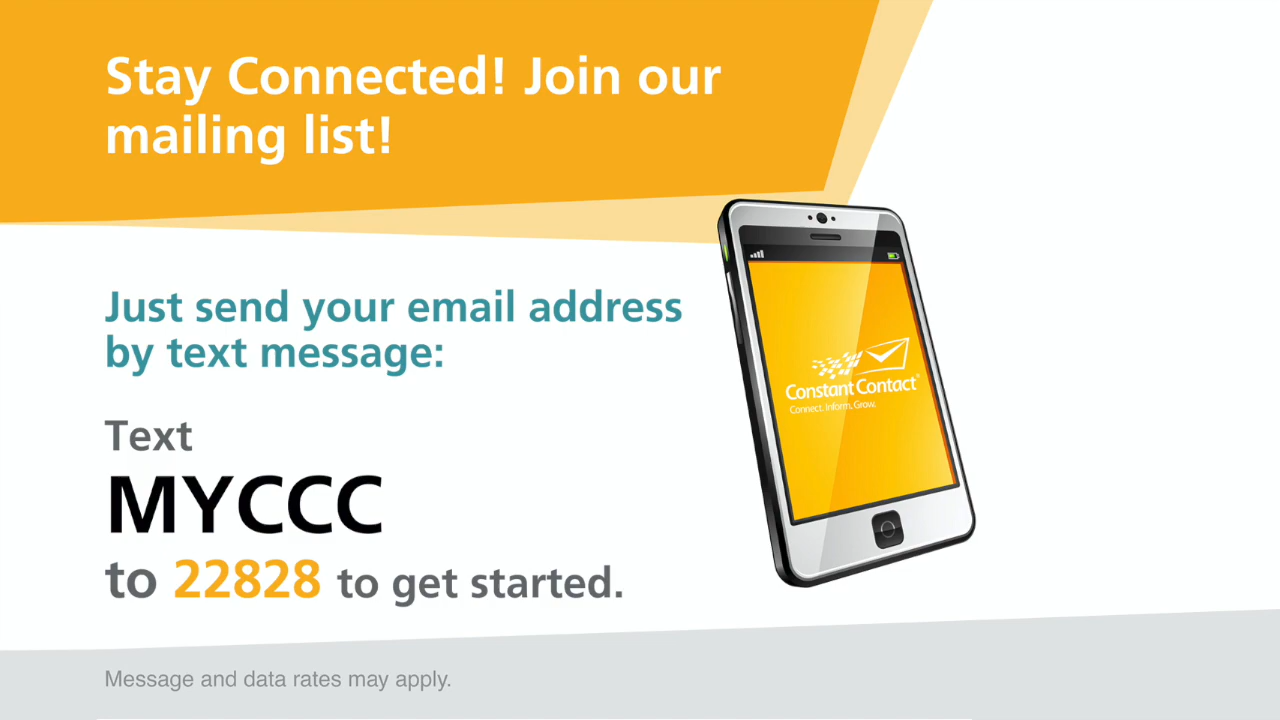 Stay Connected! Join our
mailing list!
Just send your email address
by text message:
Text
MYCCC
to 22828 to get started.
Constant Contact®
Connect. Inform. Grow.
Message and data rates may apply.